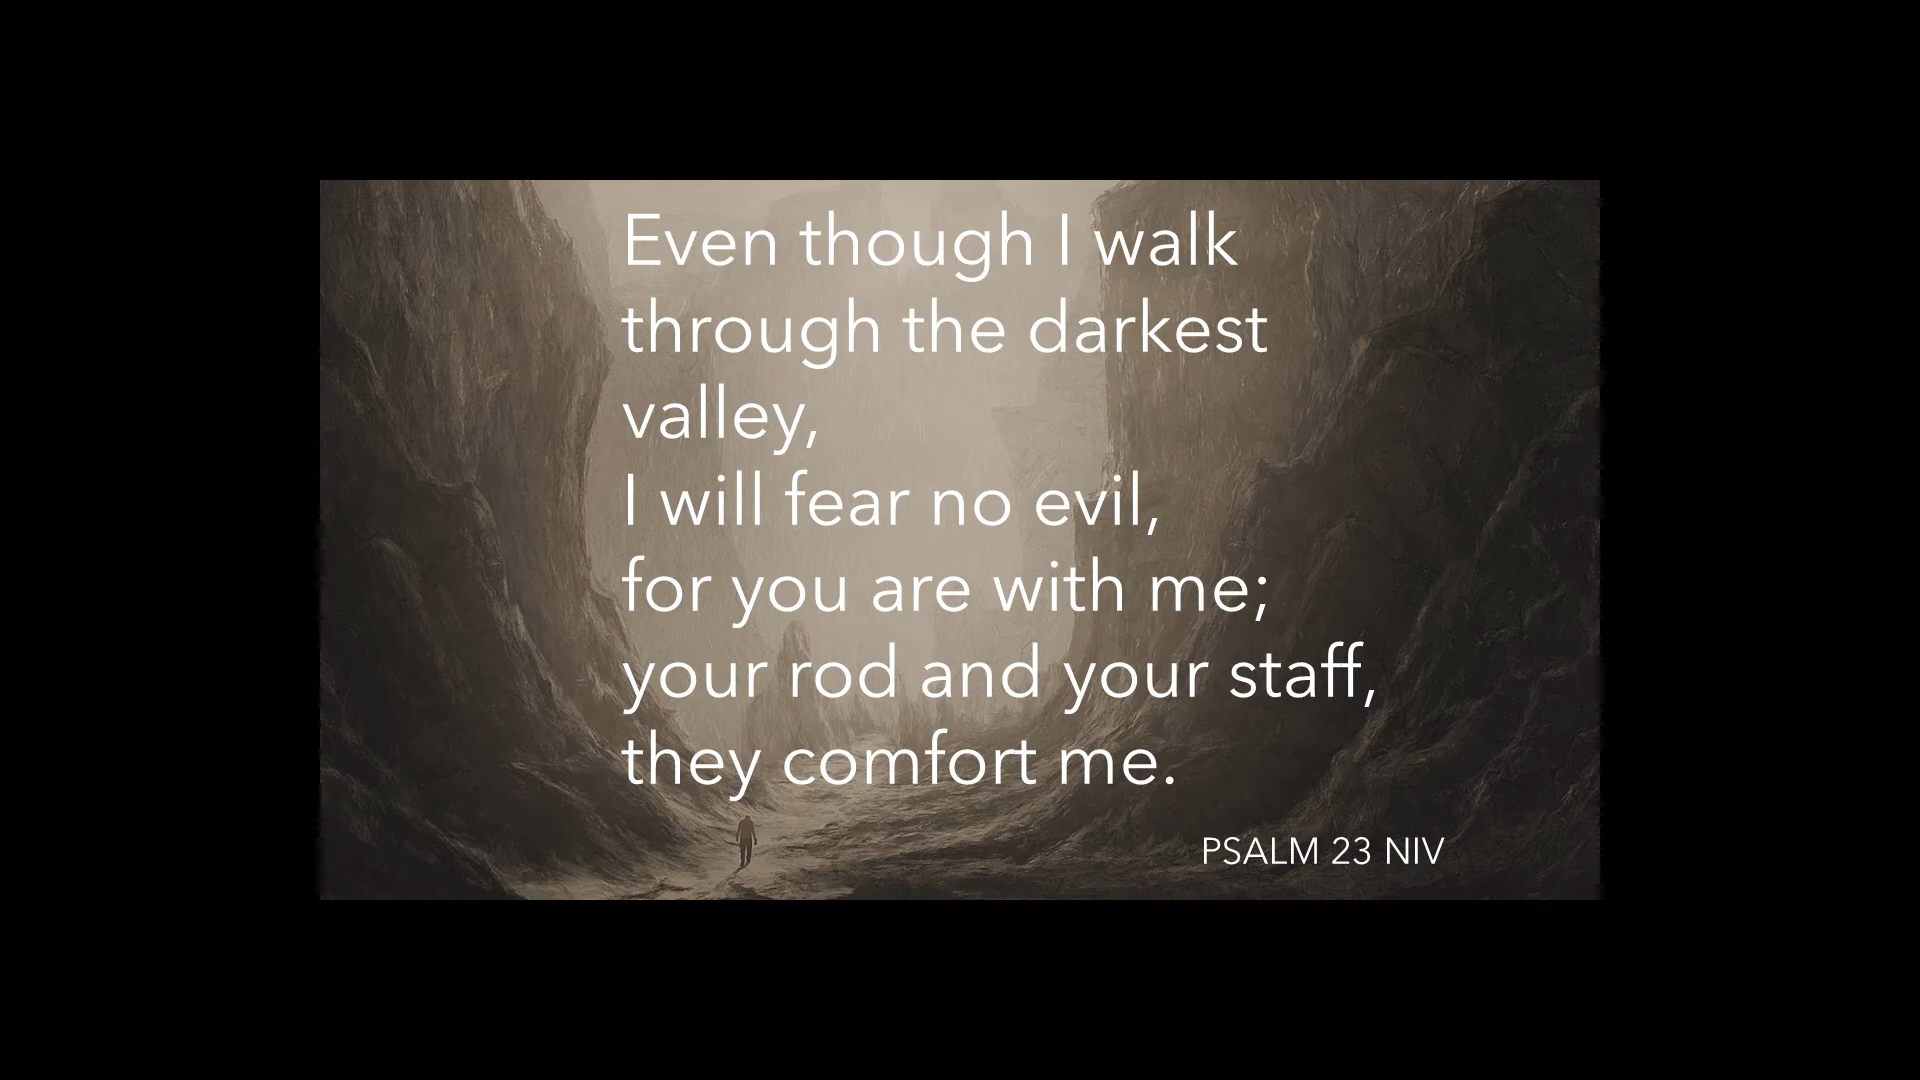 Even though I walk
through the darkest
valley,
I will fear no evil,
for you are with me;
your rod and your staff,
they comfort me.
PSALM 23 NIV